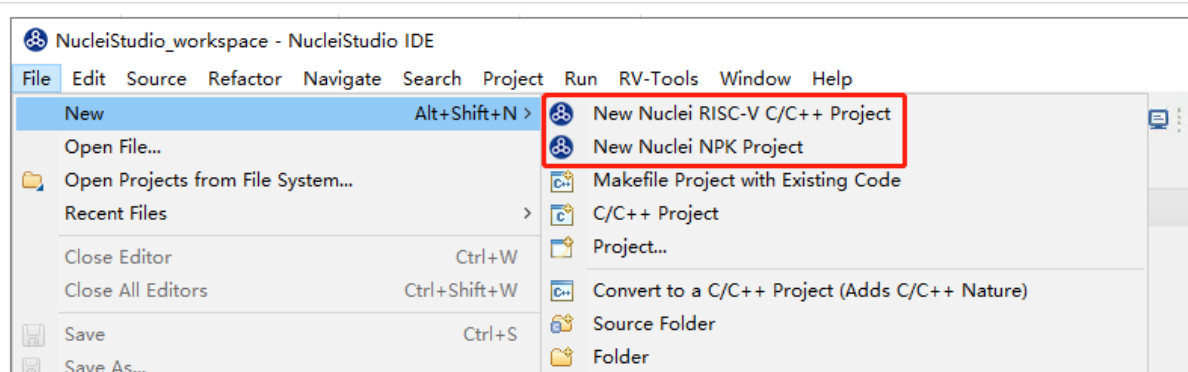 NucleiStudio_workspace - NucleiStudio IDE
File Edit Source Refactor Navigate Search Project Run RV-Tools Window Help
New Alt+Shift+N >
Open File...
Open Projects from File System...
Recent Files >
Close Editor Ctrl+W
Close All Editors Ctrl+Shift+W
Save Ctrl+S
Save As...
New Nuclei RISC-V C/C++ Project
New Nuclei NPK Project
Makefile Project with Existing Code
C/C++ Project
Project...
Convert to a C/C++ Project (Adds C/C++ Nature)
Source Folder
Folder